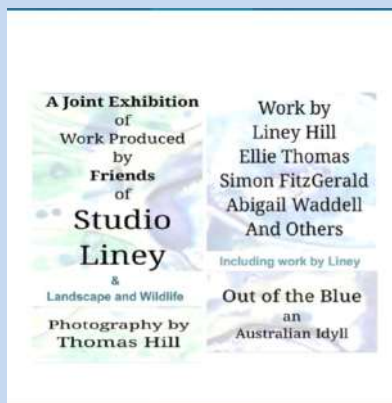 A Joint Exhibition
of
Work Produced
by
Friends
of
Studio
Liney
&
Landscape and Wildlife
Photography by
Thomas Hill
Work by
Liney Hill
Ellie Thomas
Simon FitzGerald
Abigail Waddell
And Others
Including work by Liney
Out of the Blue
an
Australian Idyll